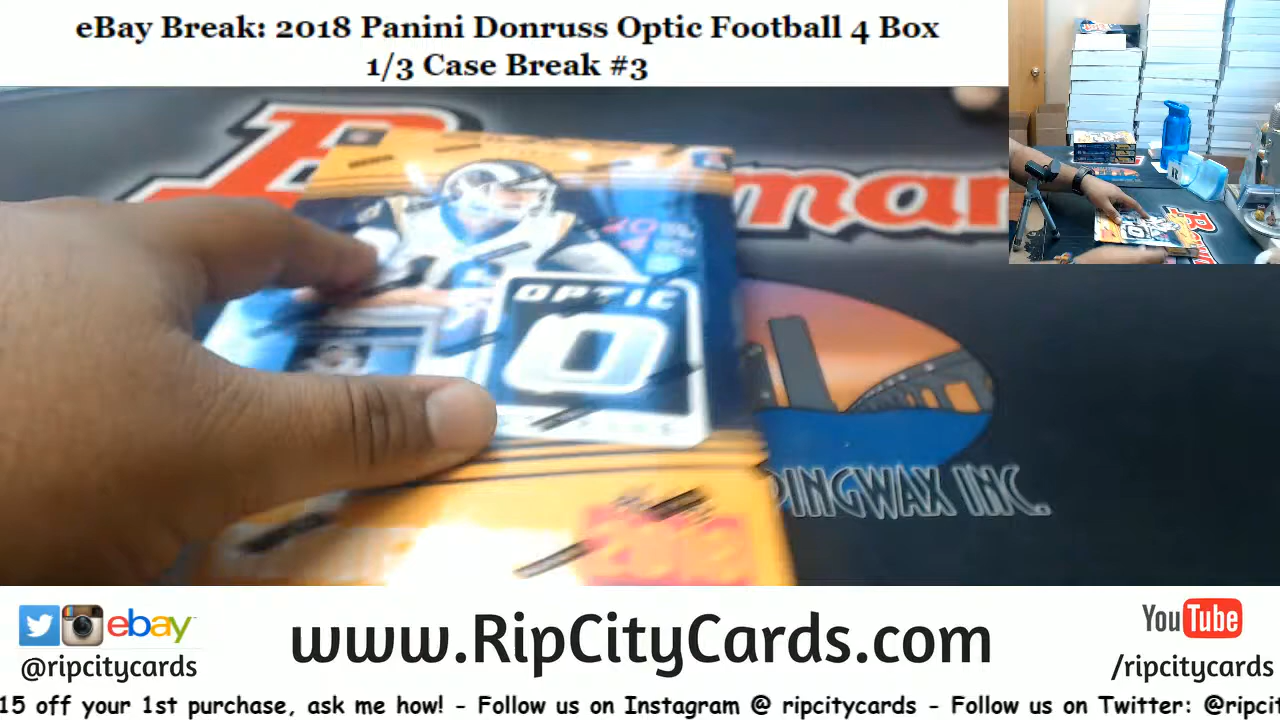 eBay Break: 2018 Panini Donruss Optic Football 4 Box
1/3 Case Break #3
OPTIC
O
PINGWAX INC.
YouTube
ebay
www.RipCityCards.com
@ripcitycards
/ripcitycards
15 off your 1st purchase, ask me how! - Follow us on Instagram @ ripcitycards - Follow us on Twitter: @ripcit